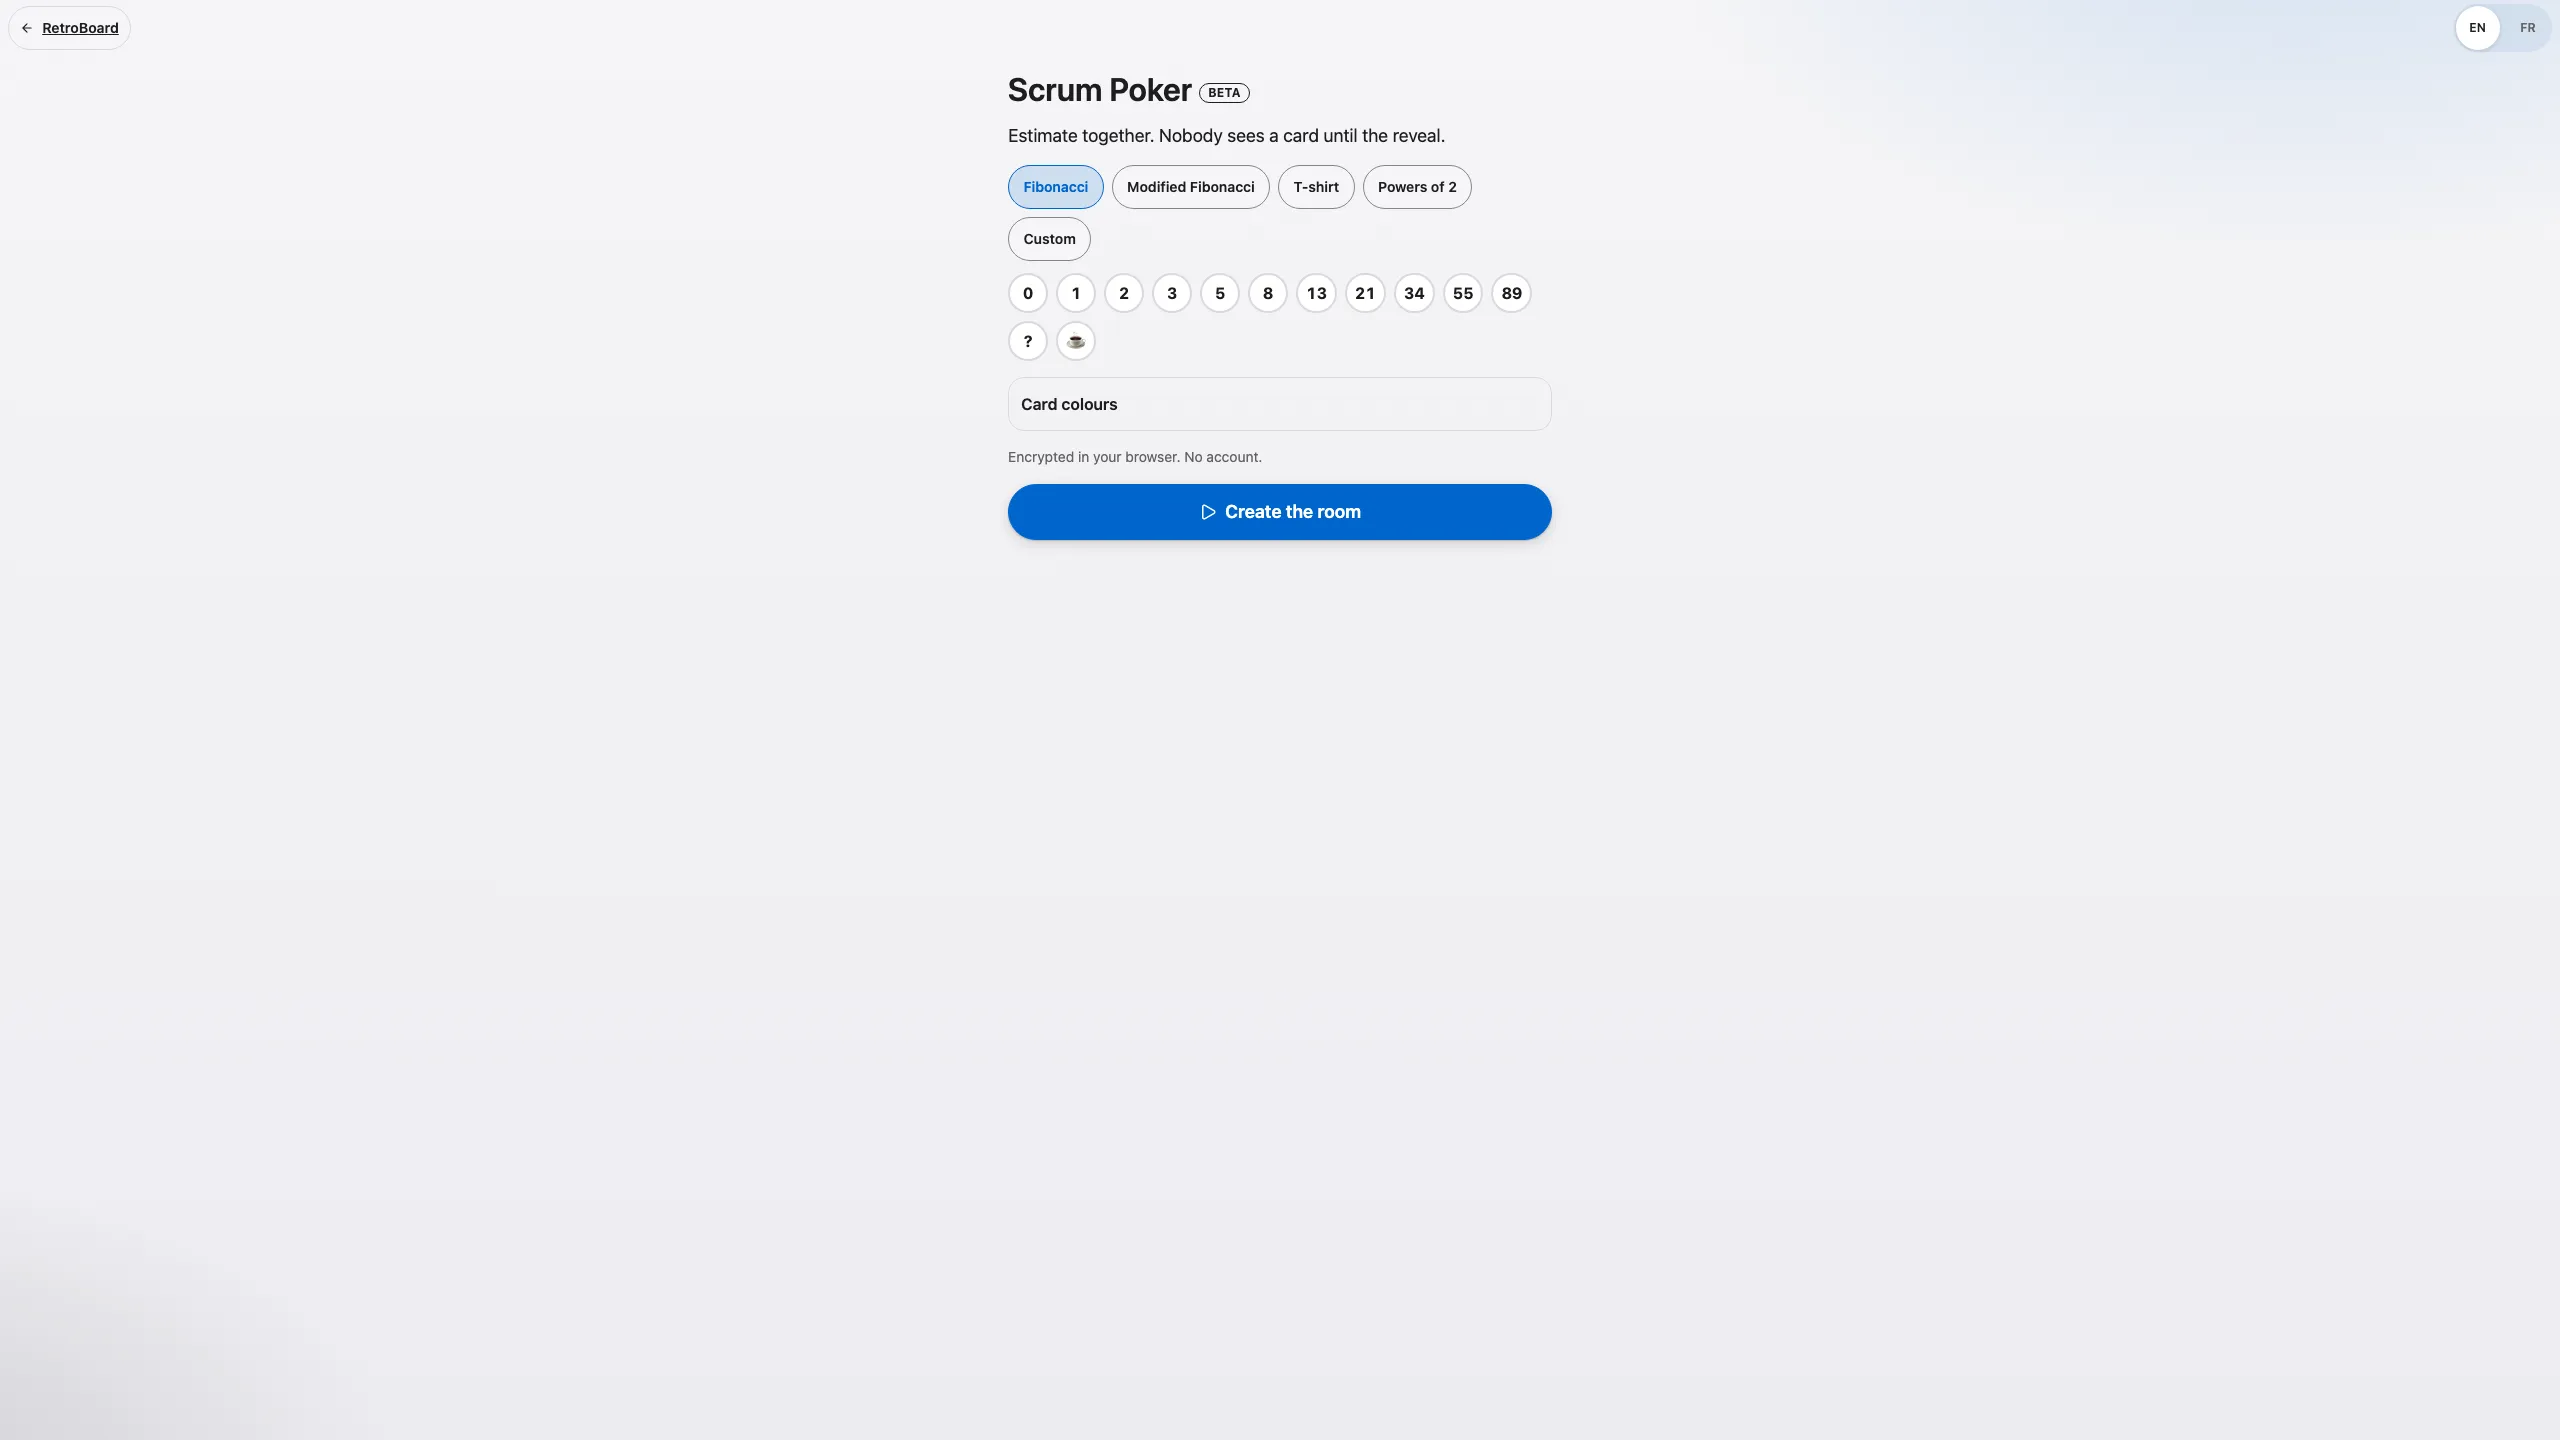 RetroBoard
EN FR
Scrum Poker BETA
Estimate together. Nobody sees a card until the reveal.
Fibonacci Modified Fibonacci T-shirt Powers of 2
Custom
0 1 2 3 5 8 13 21 34 55 89
?
Card colours
Encrypted in your browser. No account.
Create the room